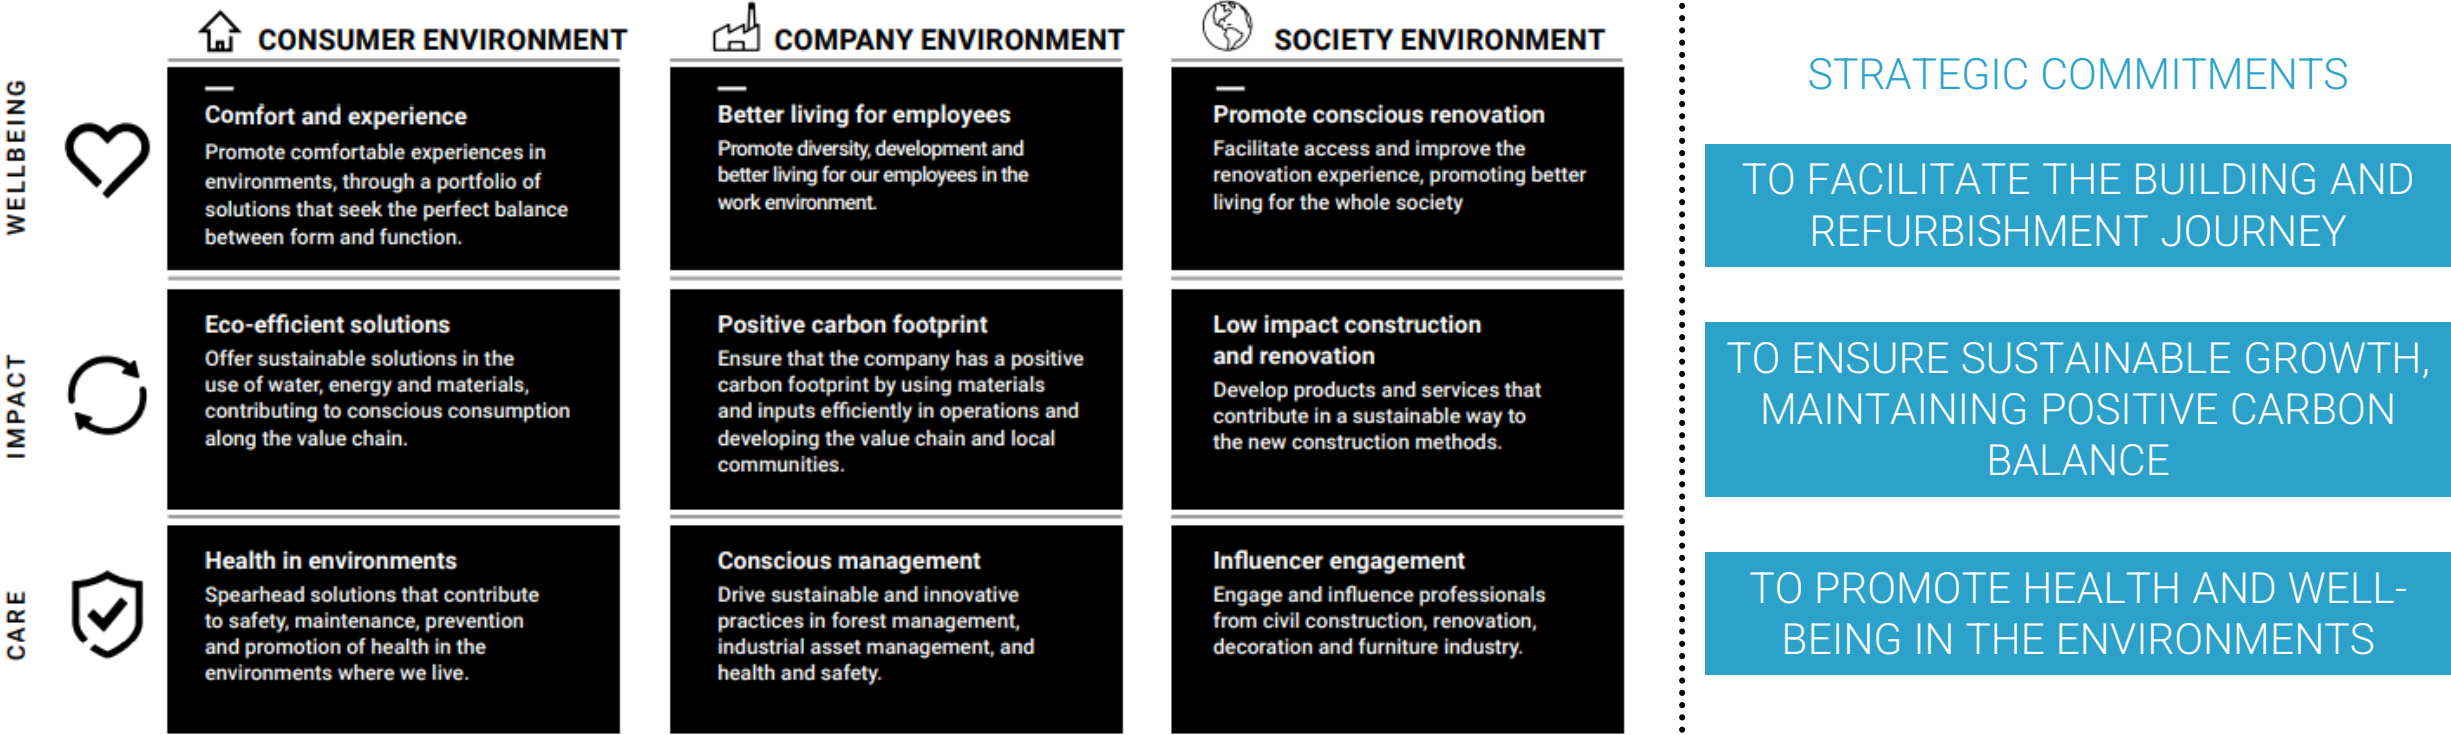 CONSUMER ENVIRONMENT
COMPANY ENVIRONMENT
SOCIETY ENVIRONMENT
WELLBEING
Comfort and experience
Promote comfortable experiences in
environments, through a portfolio of
solutions that seek the perfect balance
between form and function.
Better living for employees
Promote diversity, development and
better living for our employees in the
work environment.
Promote conscious renovation
Facilitate access and improve the
renovation experience, promoting better
living for the whole society
IMPACT
Eco-efficient solutions
Offer sustainable solutions in the
use of water, energy and materials,
contributing to conscious consumption
along the value chain.
Positive carbon footprint
Ensure that the company has a positive
carbon footprint by using materials
and inputs efficiently in operations and
developing the value chain and local
communities.
Low impact construction
and renovation
Develop products and services that
contribute in a sustainable way to
the new construction methods.
CARE
Health in environments
Spearhead solutions that contribute
to safety, maintenance, prevention
and promotion of health in the
environments where we live.
Conscious management
Drive sustainable and innovative
practices in forest management,
industrial asset management, and
health and safety.
Influencer engagement
Engage and influence professionals
from civil construction, renovation,
decoration and furniture industry.
STRATEGIC COMMITMENTS
TO FACILITATE THE BUILDING AND
REFURBISHMENT JOURNEY
TO ENSURE SUSTAINABLE GROWTH,
MAINTAINING POSITIVE CARBON
BALANCE
TO PROMOTE HEALTH AND WELL-
BEING IN THE ENVIRONMENTS